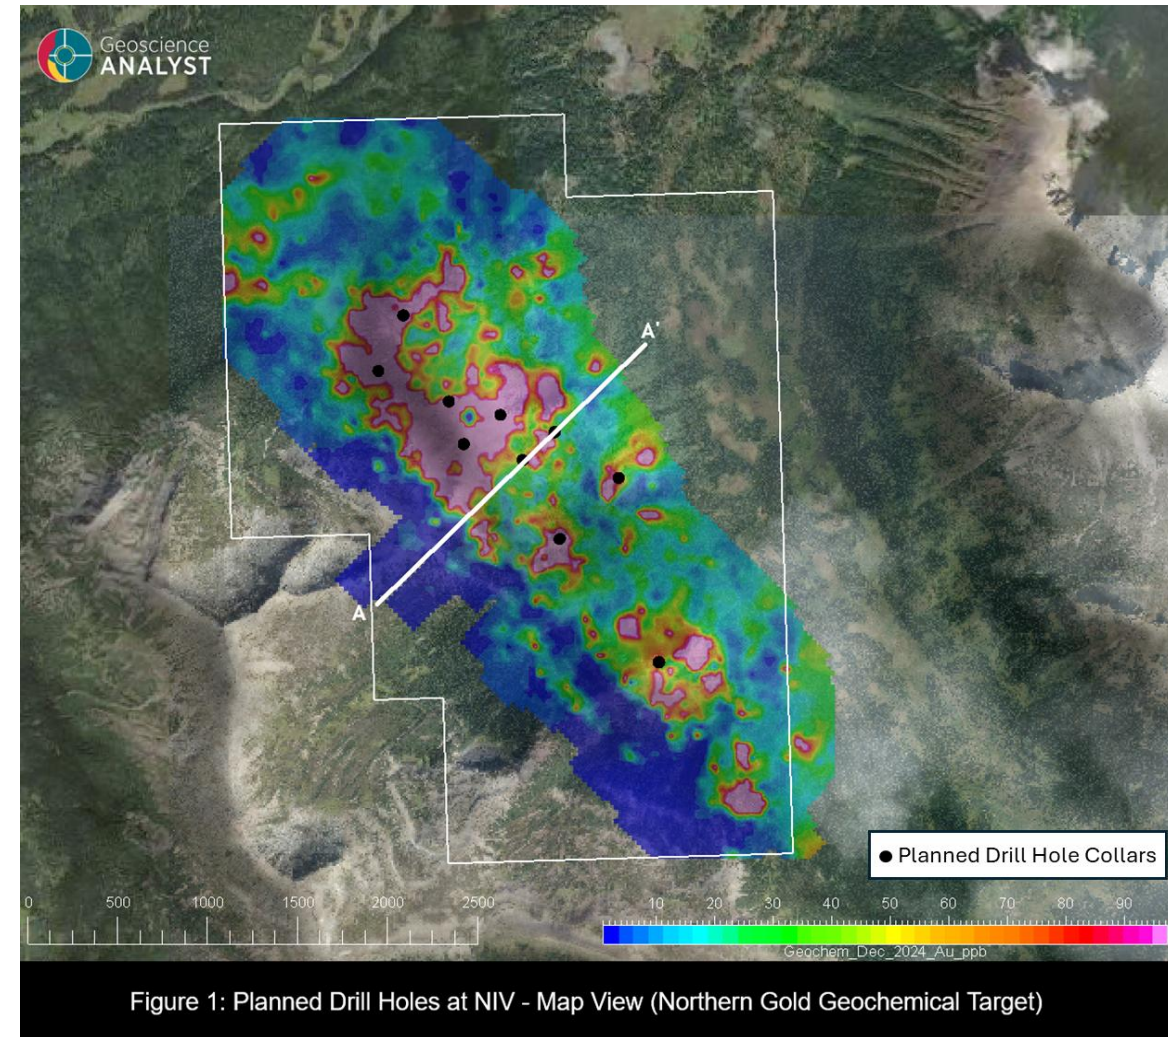 Geoscience
ANALYST
A'
A
Planned Drill Hole Collars
0 500 1000 1500 2000 2500
10 20 30 40 50 60 70 80 90
Geochem_Dec_2024_Au_ppb
Figure 1: Planned Drill Holes at NIV - Map View (Northern Gold Geochemical Target)